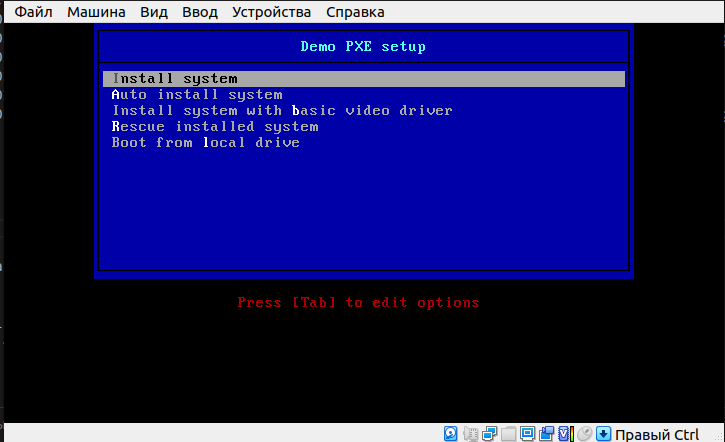 Файл Машина Вид Ввод Устройства Справка
Demo PXE setup
Install system
Auto install system
Install system with basic video driver
Rescue installed system
Boot from local drive
Press [Tab] to edit options
Правый Ctrl